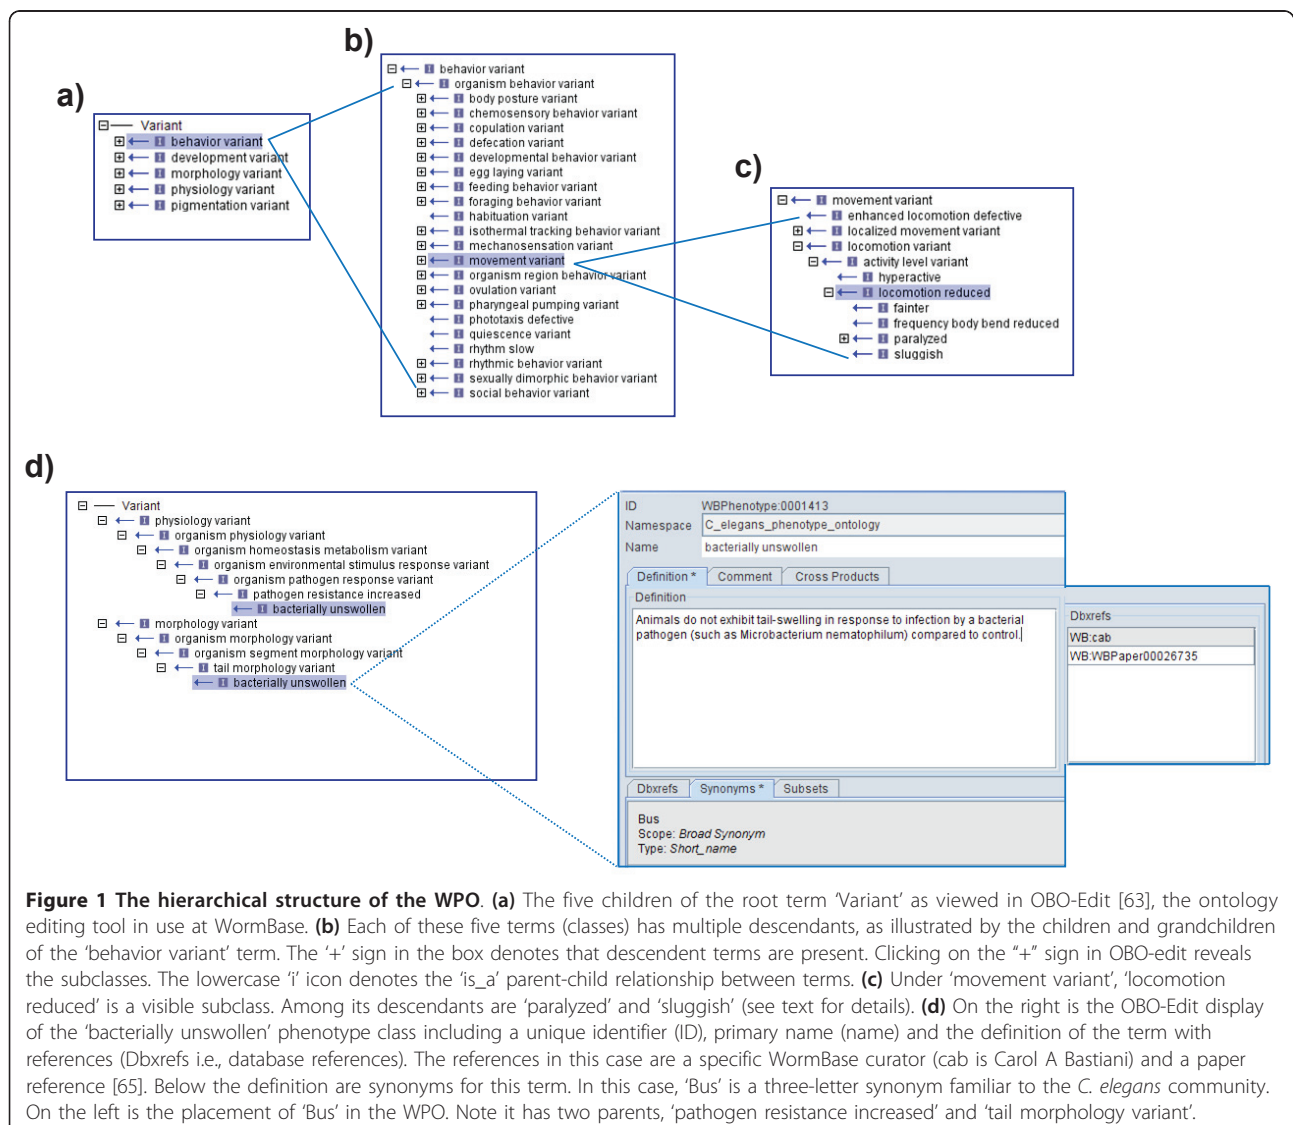 a)
Variant
behavior variant
development variant
morphology variant
physiology variant
pigmentation variant
b)
behavior variant
organism behavior variant
body posture variant
chemosensory behavior variant
copulation variant
defecation variant
developmental behavior variant
egg laying variant
feeding behavior variant
foraging behavior variant
habituation variant
isothermal tracking behavior variant
mechanosensation variant
movement variant
organism region behavior variant
ovulation variant
pharyngeal pumping variant
phototaxis defective
quiescence variant
rhythm slow
rhythmic behavior variant
sexually dimorphic behavior variant
social behavior variant
c)
movement variant
enhanced locomotion defective
localized movement variant
locomotion variant
activity level variant
hyperactive
locomotion reduced
fainter
frequency body bend reduced
paralyzed
sluggish
d)
Variant
physiology variant
organism physiology variant
organism homeostasis metabolism variant
organism environmental stimulus response variant
organism pathogen response variant
pathogen resistance increased
bacterially unswollen
morphology variant
organism morphology variant
organism segment morphology variant
tail morphology variant
bacterially unswollen
ID WBPhenotype:0001413
Namespace C_elegans_phenotype_ontology
Name bacterially unswollen
Definition * Comment Cross Products
Definition
Animals do not exhibit tail-swelling in response to infection by a bacterial
pathogen (such as Microbacterium nematophilum) compared to control.
Dbxrefs
WB:cab
WB:WBPaper00026735
Dbxrefs Synonyms * Subsets
Bus
Scope: Broad Synonym
Type: Short_name
Figure 1 The hierarchical structure of the WPO. (a) The five children of the root term ‘Variant’ as viewed in OBO-Edit [63], the ontology
editing tool in use at WormBase. (b) Each of these five terms (classes) has multiple descendants, as illustrated by the children and grandchildren
of the ‘behavior variant’ term. The ‘+’ sign in the box denotes that descendent terms are present. Clicking on the “+” sign in OBO-edit reveals
the subclasses. The lowercase ‘i’ icon denotes the ‘is_a’ parent-child relationship between terms. (c) Under ‘movement variant’, ‘locomotion
reduced’ is a visible subclass. Among its descendants are ‘paralyzed’ and ‘sluggish’ (see text for details). (d) On the right is the OBO-Edit display
of the ‘bacterially unswollen’ phenotype class including a unique identifier (ID), primary name (name) and the definition of the term with
references (Dbxrefs i.e., database references). The references in this case are a specific WormBase curator (cab is Carol A Bastiani) and a paper
reference [65]. Below the definition are synonyms for this term. In this case, ‘Bus’ is a three-letter synonym familiar to the C. elegans community.
On the left is the placement of ‘Bus’ in the WPO. Note it has two parents, ‘pathogen resistance increased’ and ‘tail morphology variant’.